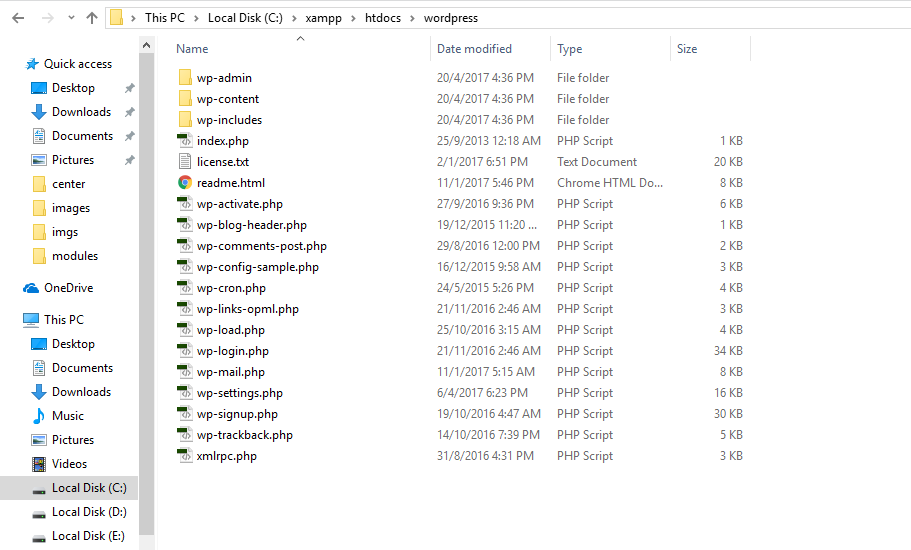 This PC > Local Disk (C:) > xampp > htdocs > wordpress
Quick access
Desktop
Downloads
Documents
Pictures
center
images
imgs
modules
OneDrive
This PC
Desktop
Documents
Downloads
Music
Pictures
Videos
Local Disk (C:)
Local Disk (D:)
Local Disk (E:)
Name Date modified Type Size
wp-admin 20/4/2017 4:36 PM File folder
wp-content 20/4/2017 4:36 PM File folder
wp-includes 20/4/2017 4:36 PM File folder
index.php 25/9/2013 12:18 AM PHP Script 1 KB
license.txt 2/1/2017 6:51 PM Text Document 20 KB
readme.html 11/1/2017 5:46 PM Chrome HTML Do... 8 KB
wp-activate.php 27/9/2016 9:36 PM PHP Script 6 KB
wp-blog-header.php 19/12/2015 11:20 ... PHP Script 1 KB
wp-comments-post.php 29/8/2016 12:00 PM PHP Script 2 KB
wp-config-sample.php 16/12/2015 9:58 AM PHP Script 3 KB
wp-cron.php 24/5/2015 5:26 PM PHP Script 4 KB
wp-links-opml.php 21/11/2016 2:46 AM PHP Script 3 KB
wp-load.php 25/10/2016 3:15 AM PHP Script 4 KB
wp-login.php 21/11/2016 2:46 AM PHP Script 34 KB
wp-mail.php 11/1/2017 5:15 AM PHP Script 8 KB
wp-settings.php 6/4/2017 6:23 PM PHP Script 16 KB
wp-signup.php 19/10/2016 4:47 AM PHP Script 30 KB
wp-trackback.php 14/10/2016 7:39 PM PHP Script 5 KB
xmlrpc.php 31/8/2016 4:31 PM PHP Script 3 KB